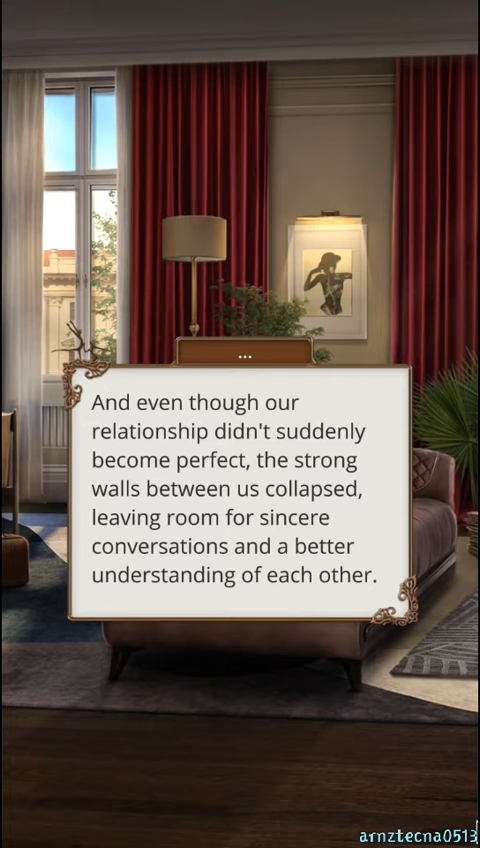 ...
And even though our
relationship didn't suddenly
become perfect, the strong
walls between us collapsed,
leaving room for sincere
conversations and a better
understanding of each other.
arnztecna0513